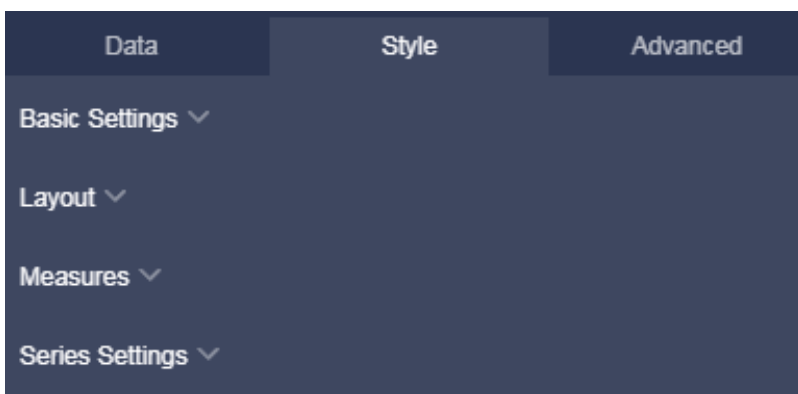 Data Style Advanced
Basic Settings
Layout
Measures
Series Settings